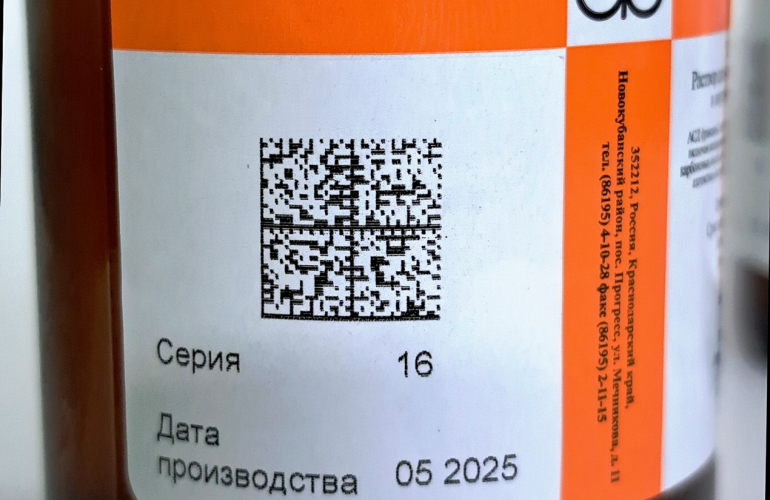 Серия 16
Дата
производства 05 2025
352212, Россия, Краснодарский край,
Новокубанский район, пос. Прогресс, ул. Мечникова, д. 11
тел. (86195) 4-10-28 факс (86195) 2-11-15